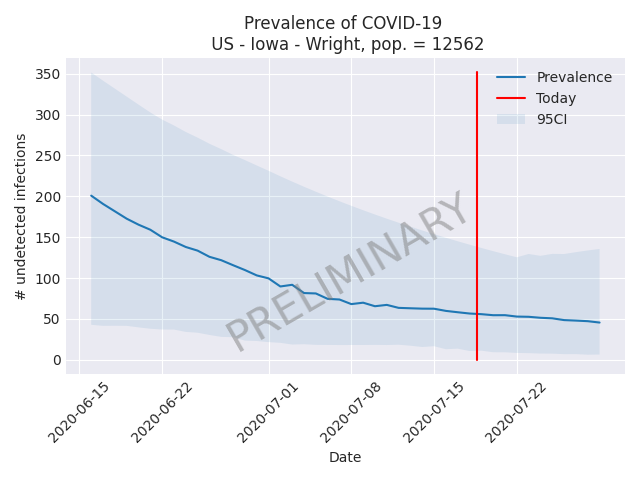 Prevalence of COVID-19
US - Iowa - Wright, pop. = 12562
# undetected infections
350
300
250
200
150
100
50
0
Prevalence
Today
95CI
PRELIMINARY
2020-06-15
2020-06-22
2020-07-01
2020-07-08
2020-07-15
2020-07-22
Date